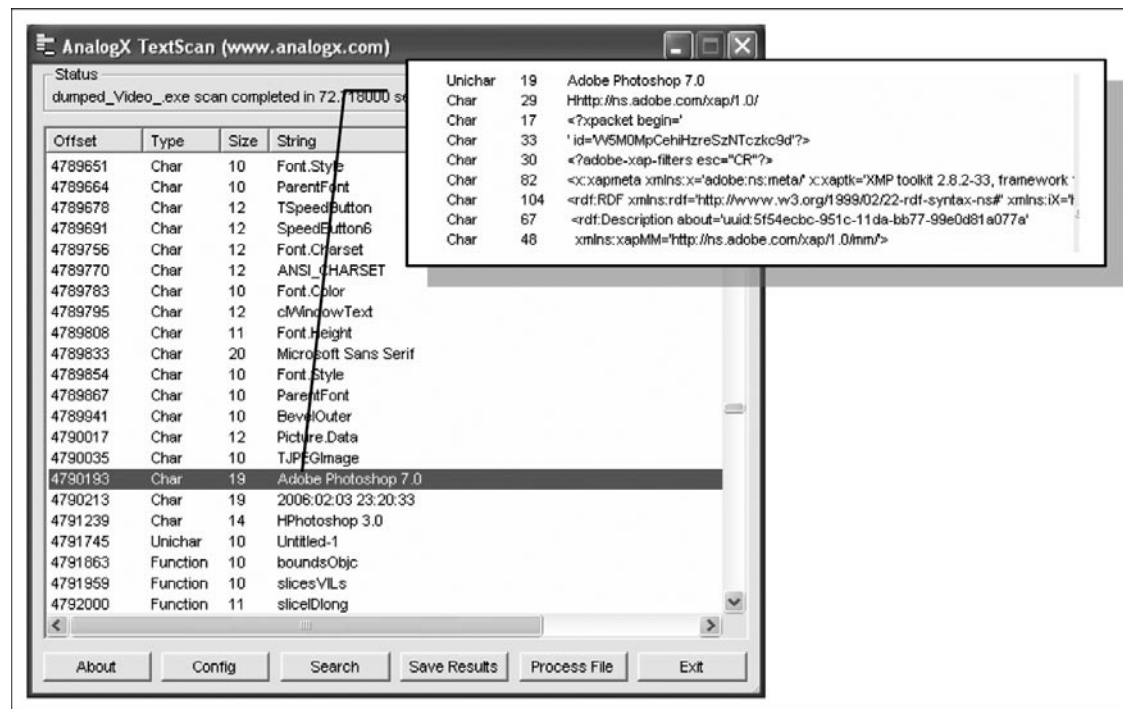 AnalogX TextScan (www.analogx.com)
Status
dumped_Video_.exe scan completed in 72.718000 se
Unichar 19 Adobe Photoshop 7.0
Char 29 Hhttp://ns.adobe.com/xap/1.0/
Char 17 <?xpacket begin='
Char 33 ' id='W5M0MpCehiHzreSzNTczkc9d'?>
Char 30 <?adobe-xap-filters esc="CR"?>
Char 82 <x:xapmeta xmlns:x='adobe:ns:meta/' x:xaptk='XMP toolkit 2.8.2-33, framework
Char 104 <rdf:RDF xmlns:rdf='http://www.w3.org/1999/02/22-rdf-syntax-ns#' xmlns:iX='
Char 67 <rdf:Description about='uuid:5f54ecbc-951c-11da-bb77-99e0d81a077a'
Char 48 xmlns:xapMM='http://ns.adobe.com/xap/1.0/mm/'>
Offset Type Size String
4789651 Char 10 Font.Style
4789664 Char 10 ParentFont
4789678 Char 12 TSpeedButton
4789691 Char 12 SpeedButton6
4789756 Char 12 Font.Charset
4789770 Char 12 ANSI_CHARSET
4789783 Char 10 Font.Color
4789795 Char 12 clWindowText
4789808 Char 11 Font.Height
4789833 Char 20 Microsoft Sans Serif
4789854 Char 10 Font.Style
4789867 Char 10 ParentFont
4789941 Char 10 BevelOuter
4790017 Char 12 Picture.Data
4790035 Char 10 TJPEGImage
4790193 Char 19 Adobe Photoshop 7.0
4790213 Char 19 2006:02:03 23:20:33
4791239 Char 14 HPhotoshop 3.0
4791745 Unichar 10 Untitled-1
4791863 Function 10 boundsObjc
4791959 Function 10 slicesVlLs
4792000 Function 11 sliceIDlong
About Config Search Save Results Process File Exit